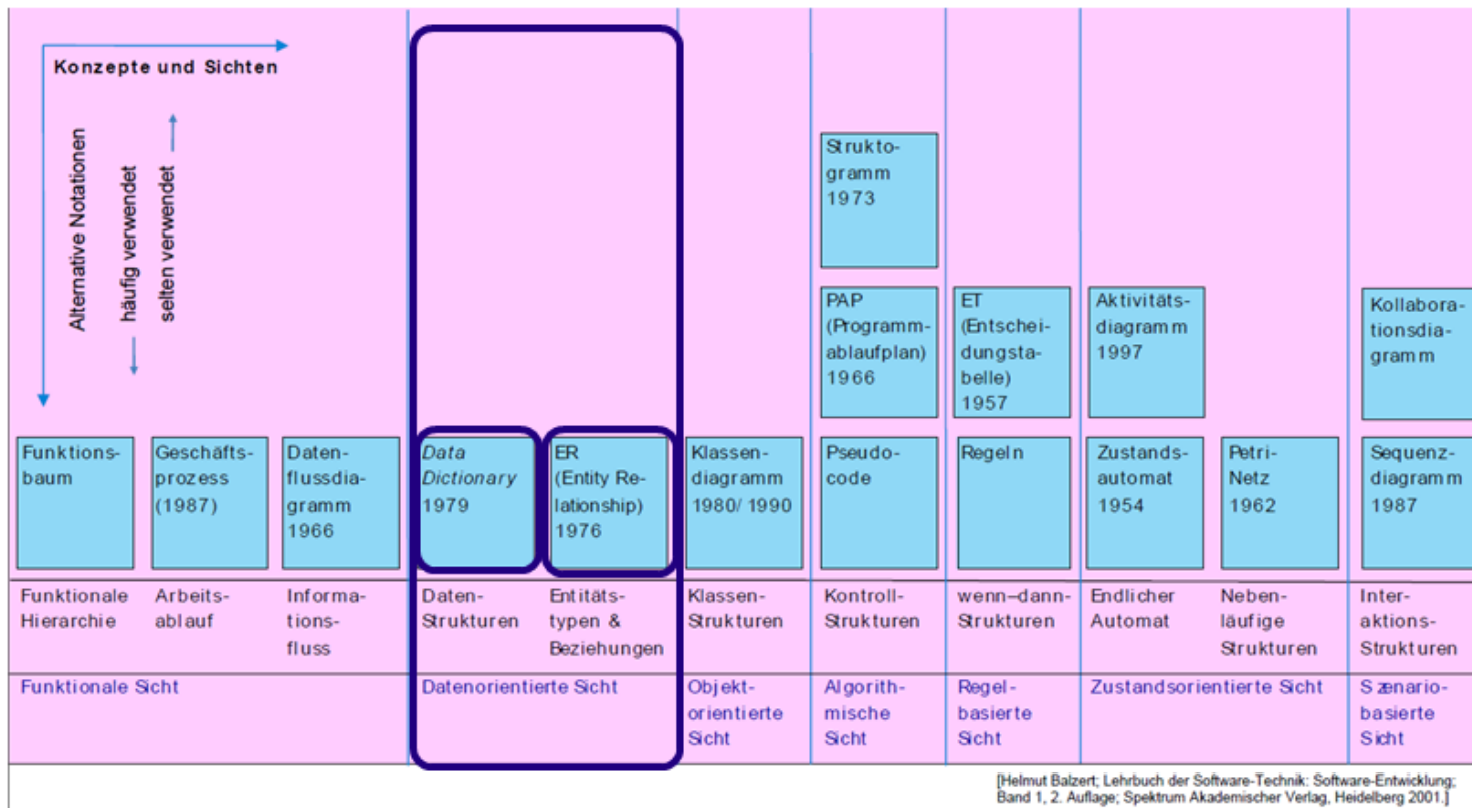 Konzepte und Sichten
Alternative Notationen
häufig verwendet
selten verwendet
Strukto-
gramm
1973
PAP
(Programm-
ablaufplan)
1966
ET
(Entschei-
dungsta-
belle)
1957
Aktivitäts-
diagramm
1997
Kollabora-
tionsdia-
gramm
Funktions-
baum
Geschäfts-
prozess
(1987)
Daten-
flussdia-
gramm
1966
Data
Dictionary
1979
ER
(Entity Re-
lationship)
1976
Klassen-
diagramm
1980/ 1990
Pseudo-
code
Regeln
Zustands-
automat
1954
Petri-
Netz
1962
Sequenz-
diagramm
1987
Funktionale
Hierarchie
Arbeits-
ablauf
Informa-
tions-
fluss
Daten-
Strukturen
Entitäts-
typen &
Beziehungen
Klassen-
Strukturen
Kontroll-
Strukturen
wenn–dann-
Strukturen
Endlicher
Automat
Neben-
läufige
Strukturen
Inter-
aktions-
Strukturen
Funktionale Sicht
Datenorientierte Sicht
Objekt-
orientierte
Sicht
Algorith-
mische
Sicht
Regel-
basierte
Sicht
Zustandsorientierte Sicht
Szenario-
basierte
Sicht
[Helmut Balzert; Lehrbuch der Software-Technik: Software-Entwicklung;
Band 1, 2. Auflage; Spektrum Akademischer Verlag, Heidelberg 2001.]